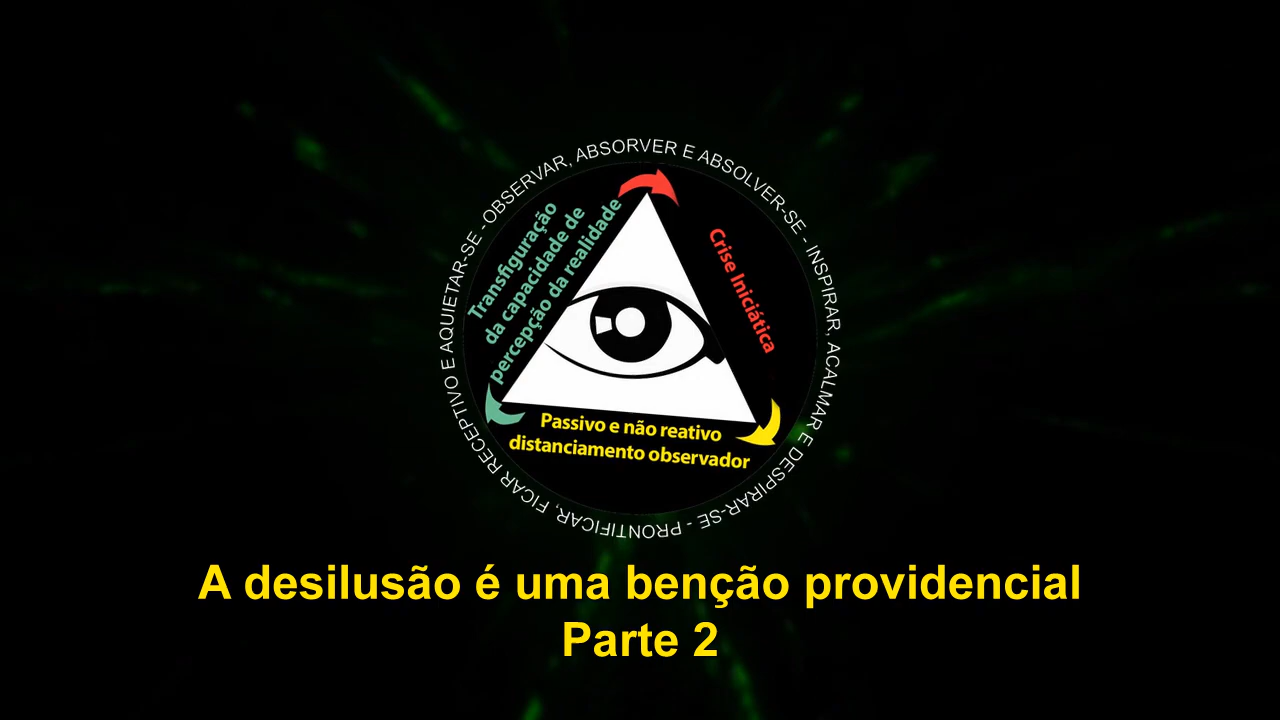 OBSERVAR, ABSORVER E ABSOLVER-SE - INSPIRAR, ACALMAR E DESPIRAR-SE - PRONTIFICAR, FICAR RECEPTIVO E AQUIETAR-SE -
Transfiguração
da capacidade de
percepção da realidade
Crise Iniciática
Passivo e não reativo
distanciamento observador
A desilusão é uma benção providencial
Parte 2